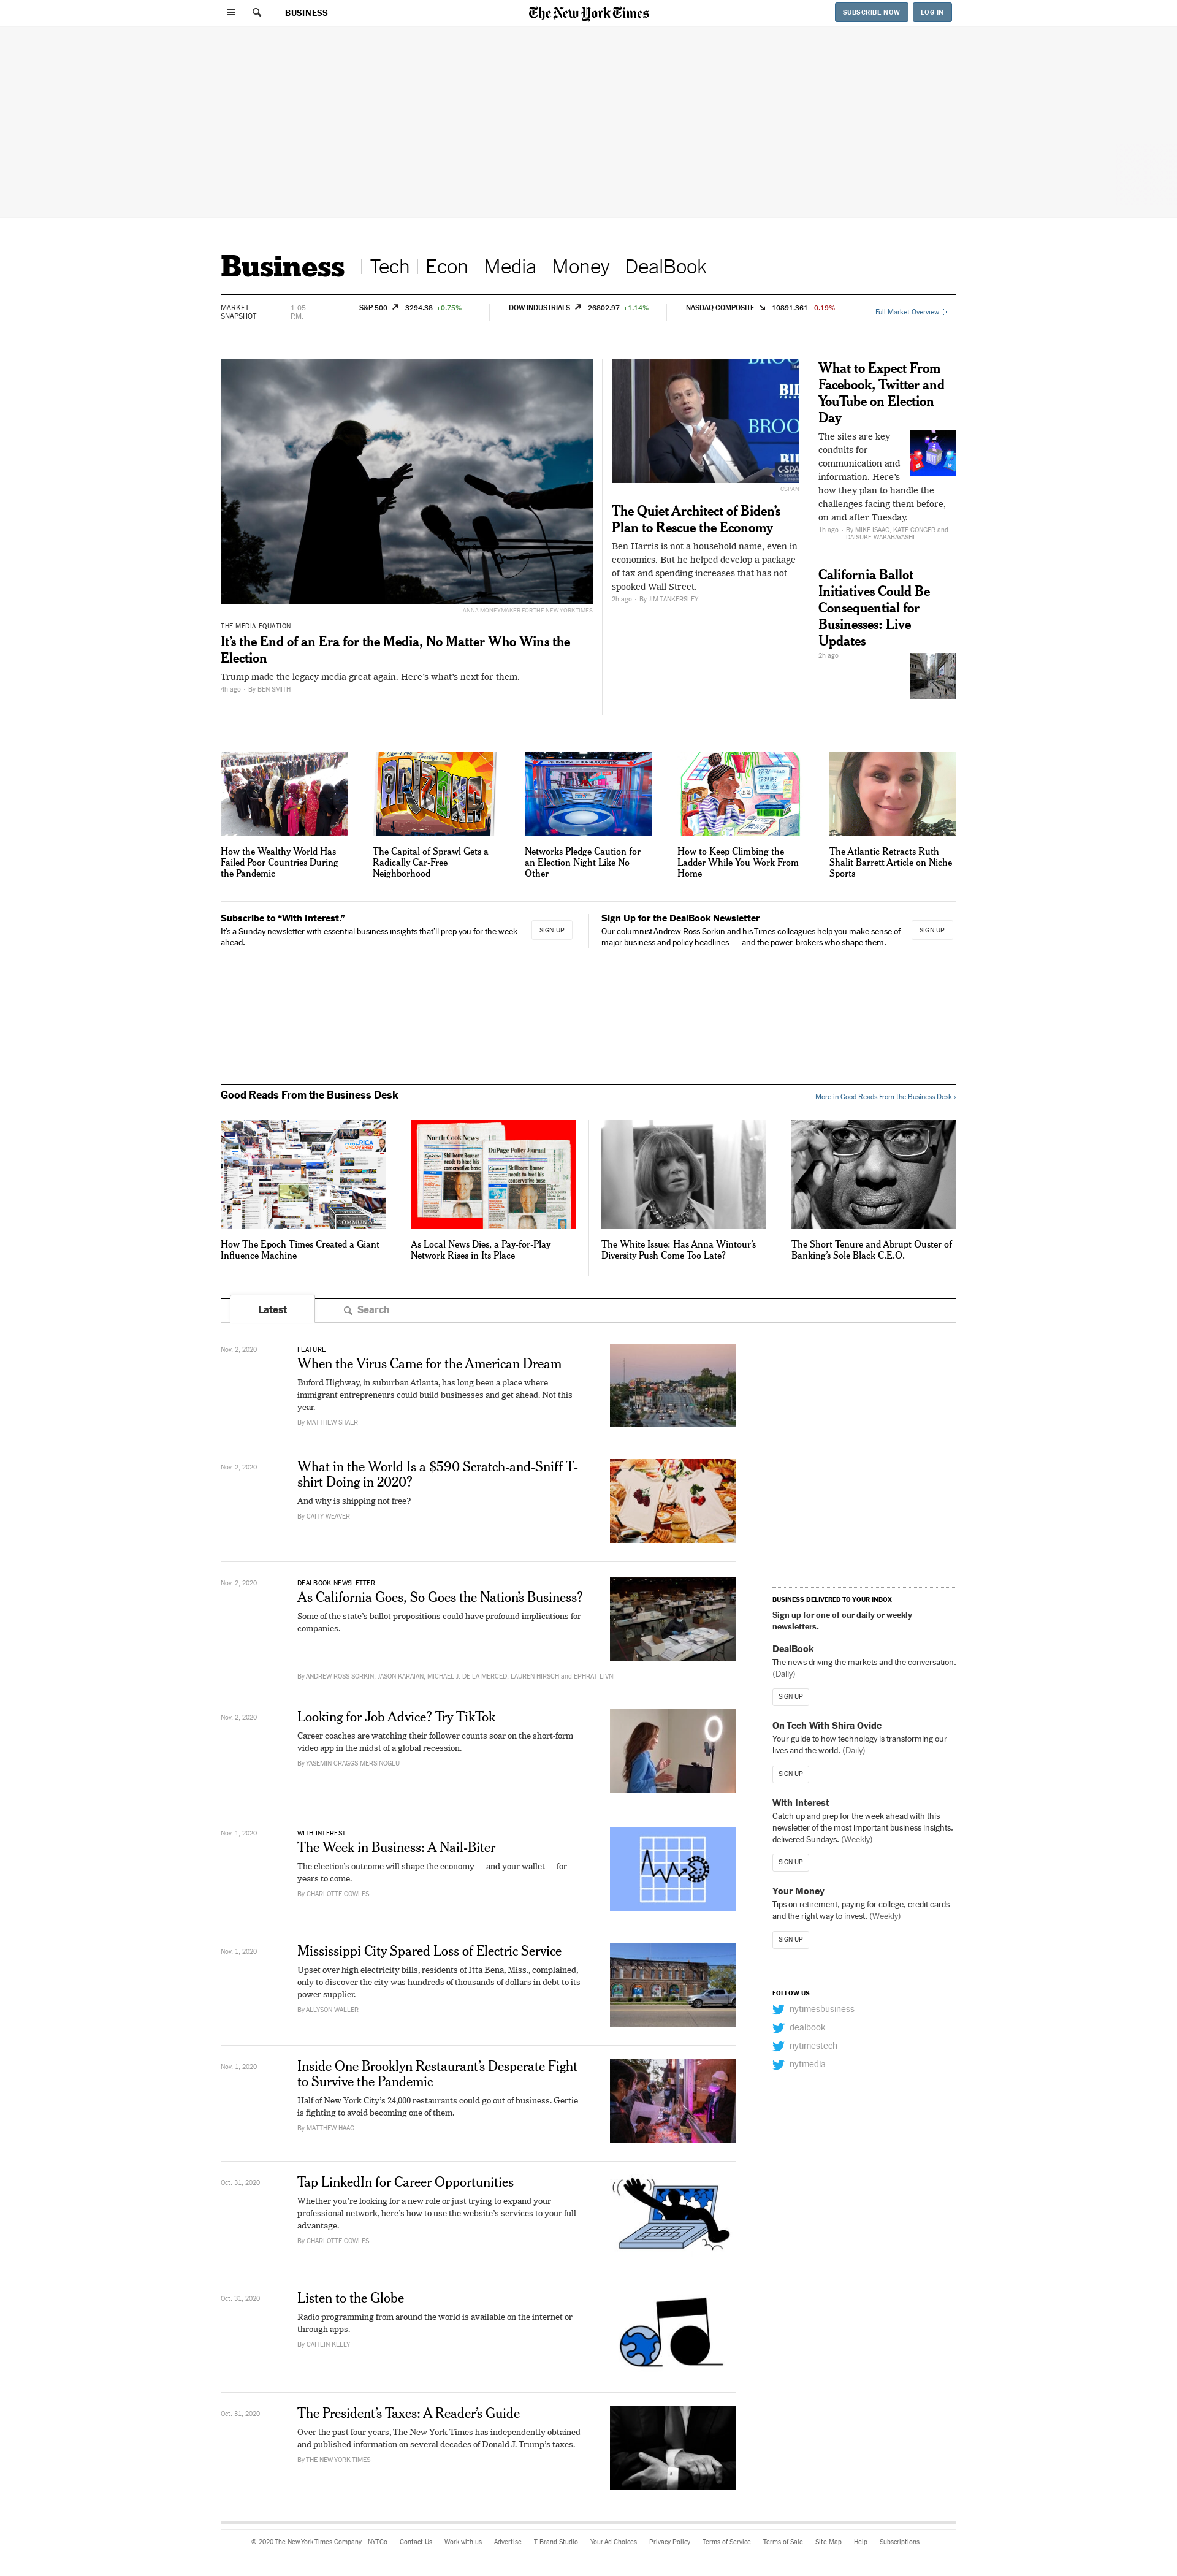 BUSINESS
The New York Times
SUBSCRIBE NOW
LOG IN
Business
Tech
Econ
Media
Money
DealBook
MARKET
SNAPSHOT
1:05
P.M.
S&P 500 3294.38 +0.75%
DOW INDUSTRIALS 26802.97 +1.14%
NASDAQ COMPOSITE 10891.361 -0.19%
Full Market Overview
ANNA MONEYMAKER FOR THE NEW YORK TIMES
THE MEDIA EQUATION
It’s the End of an Era for the Media, No Matter Who Wins the
Election
Trump made the legacy media great again. Here’s what’s next for them.
4h ago • By BEN SMITH
BROO
C-SPAN
The Quiet Architect of Biden’s
Plan to Rescue the Economy
Ben Harris is not a household name, even in
economics. But he helped develop a package
of tax and spending increases that has not
spooked Wall Street.
2h ago • By JIM TANKERSLEY
What to Expect From
Facebook, Twitter and
YouTube on Election
Day
The sites are key
conduits for
communication and
information. Here’s
how they plan to handle the
challenges facing them before,
on and after Tuesday.
1h ago • By MIKE ISAAC, KATE CONGER and
DAISUKE WAKABAYASHI
California Ballot
Initiatives Could Be
Consequential for
Businesses: Live
Updates
2h ago
How the Wealthy World Has
Failed Poor Countries During
the Pandemic
The Capital of Sprawl Gets a
Radically Car-Free
Neighborhood
Networks Pledge Caution for
an Election Night Like No
Other
How to Keep Climbing the
Ladder While You Work From
Home
The Atlantic Retracts Ruth
Shalit Barrett Article on Niche
Sports
Subscribe to “With Interest.”
It’s a Sunday newsletter with essential business insights that’ll prep you for the week
ahead.
SIGN UP
Sign Up for the DealBook Newsletter
Our columnist Andrew Ross Sorkin and his Times colleagues help you make sense of
major business and policy headlines — and the power-brokers who shape them.
SIGN UP
Good Reads From the Business Desk
More in Good Reads From the Business Desk ›
North Cook News
DuPage Policy Journal
How The Epoch Times Created a Giant
Influence Machine
As Local News Dies, a Pay-for-Play
Network Rises in Its Place
The White Issue: Has Anna Wintour’s
Diversity Push Come Too Late?
The Short Tenure and Abrupt Ouster of
Banking’s Sole Black C.E.O.
Latest
Search
Nov. 2, 2020
FEATURE
When the Virus Came for the American Dream
Buford Highway, in suburban Atlanta, has long been a place where
immigrant entrepreneurs could build businesses and get ahead. Not this
year.
By MATTHEW SHAER
Nov. 2, 2020
What in the World Is a $590 Scratch-and-Sniff T-
shirt Doing in 2020?
And why is shipping not free?
By CAITY WEAVER
Nov. 2, 2020
DEALBOOK NEWSLETTER
As California Goes, So Goes the Nation’s Business?
Some of the state’s ballot propositions could have profound implications for
companies.
By ANDREW ROSS SORKIN, JASON KARAIAN, MICHAEL J. DE LA MERCED, LAUREN HIRSCH and EPHRAT LIVNI
Nov. 2, 2020
Looking for Job Advice? Try TikTok
Career coaches are watching their follower counts soar on the short-form
video app in the midst of a global recession.
By YASEMIN CRAGGS MERSINOGLU
Nov. 1, 2020
WITH INTEREST
The Week in Business: A Nail-Biter
The election’s outcome will shape the economy — and your wallet — for
years to come.
By CHARLOTTE COWLES
Nov. 1, 2020
Mississippi City Spared Loss of Electric Service
Upset over high electricity bills, residents of Itta Bena, Miss., complained,
only to discover the city was hundreds of thousands of dollars in debt to its
power supplier.
By ALLYSON WALLER
Nov. 1, 2020
Inside One Brooklyn Restaurant’s Desperate Fight
to Survive the Pandemic
Half of New York City’s 24,000 restaurants could go out of business. Gertie
is fighting to avoid becoming one of them.
By MATTHEW HAAG
Oct. 31, 2020
Tap LinkedIn for Career Opportunities
Whether you’re looking for a new role or just trying to expand your
professional network, here’s how to use the website’s services to your full
advantage.
By CHARLOTTE COWLES
Oct. 31, 2020
Listen to the Globe
Radio programming from around the world is available on the internet or
through apps.
By CAITLIN KELLY
Oct. 31, 2020
The President’s Taxes: A Reader’s Guide
Over the past four years, The New York Times has independently obtained
and published information on several decades of Donald J. Trump’s taxes.
By THE NEW YORK TIMES
BUSINESS DELIVERED TO YOUR INBOX
Sign up for one of our daily or weekly
newsletters.
DealBook
The news driving the markets and the conversation.
(Daily)
SIGN UP
On Tech With Shira Ovide
Your guide to how technology is transforming our
lives and the world. (Daily)
SIGN UP
With Interest
Catch up and prep for the week ahead with this
newsletter of the most important business insights,
delivered Sundays. (Weekly)
SIGN UP
Your Money
Tips on retirement, paying for college, credit cards
and the right way to invest. (Weekly)
SIGN UP
FOLLOW US
nytimesbusiness
dealbook
nytimestech
nytmedia
© 2020 The New York Times Company NYTCo Contact Us Work with us Advertise T Brand Studio Your Ad Choices Privacy Policy Terms of Service Terms of Sale Site Map Help Subscriptions